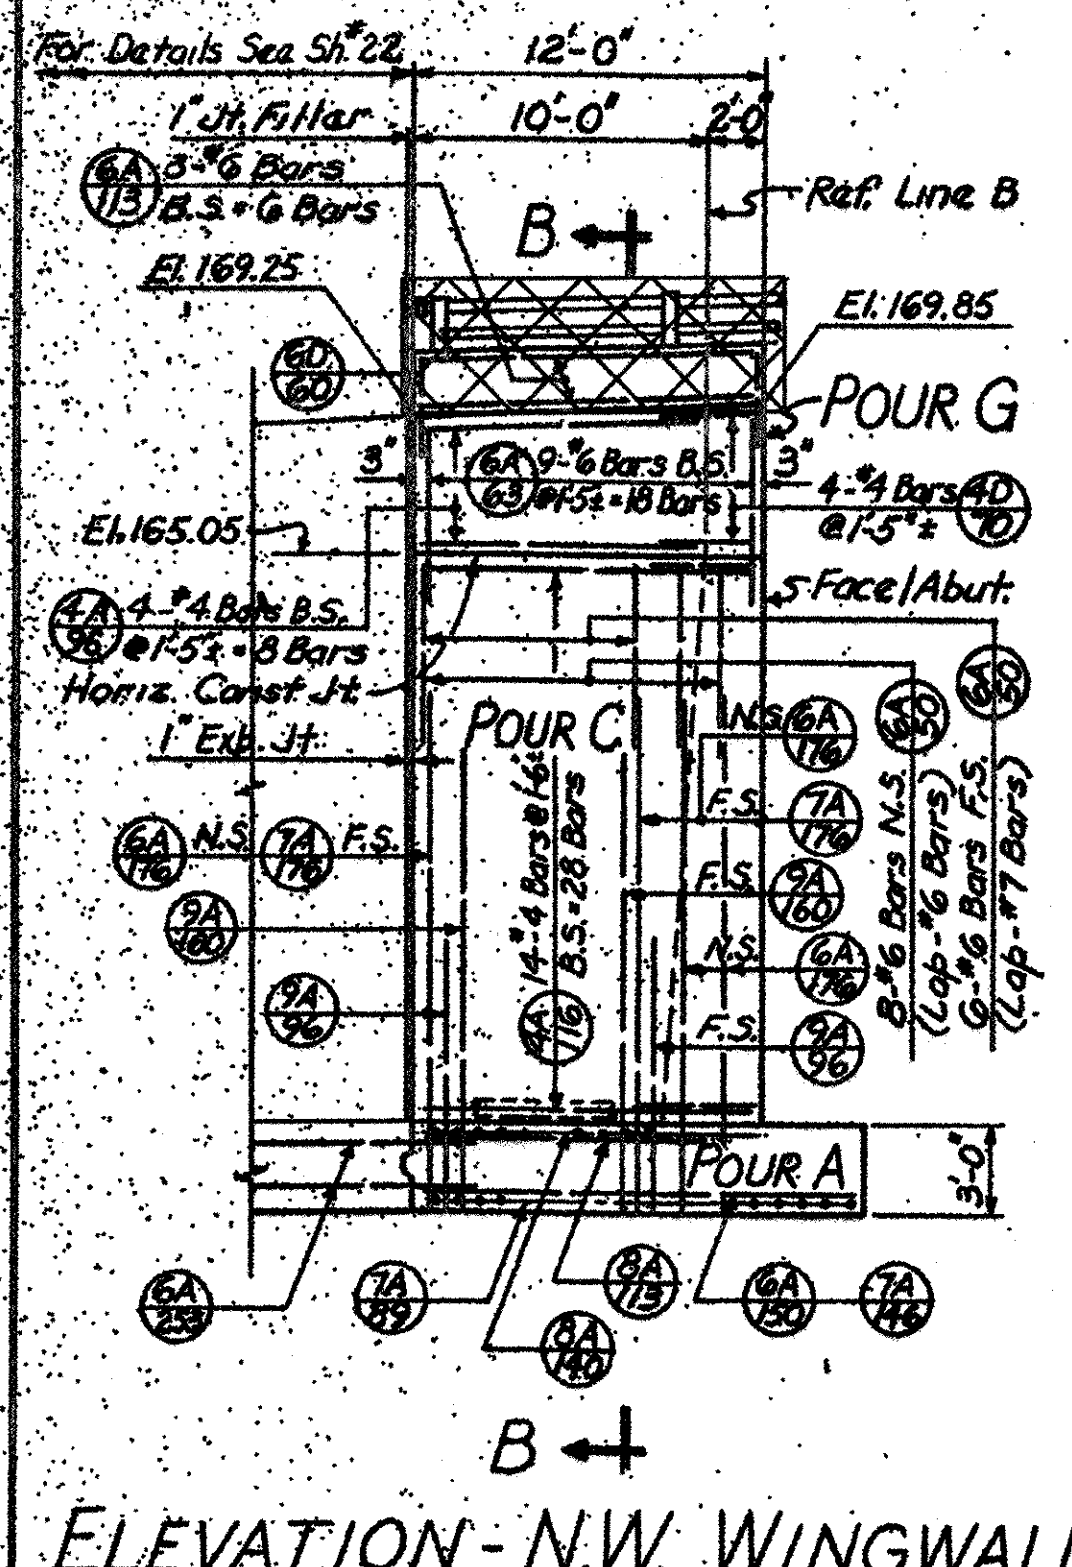 For Details See Sh.#22
12'-0"
1" Jt. Filler
10'-0"
2'-0"
6A
113
3-#6 Bars
B.S. = 6 Bars
Ref. Line B
B
El. 169.25
El. 169.85
6D
60
POUR G
3"
6A
63
9-#6 Bars B.S.
@1'-5"± = 18 Bars
3"
4-#4 Bars
@ 1'-5"±
4D
El. 165.05
4A
96
4-#4 Bars B.S.
@1'-5"± = 8 Bars
Face/Abut.
Horiz. Const. Jt.
1" Exp. Jt.
POUR C
N.S.
6A
176
6A
50
6A
50
F.S.
7A
176
6A
176
N.S.
7A
176
F.S.
14-#4 Bars @ 1'-6"±
B.S. = 28 Bars
4A
116
F.S.
9A
160
9A
160
N.S.
6A
176
9A
96
F.S.
9A
96
8-#6 Bars N.S.
(Lap-#6 Bars)
6-#6 Bars F.S.
(Lap-#7 Bars)
POUR A
3'-0"
6A
253
7A
89
8A
113
6A
150
7A
146
8A
140
B
ELEVATION - NW WINGWALL